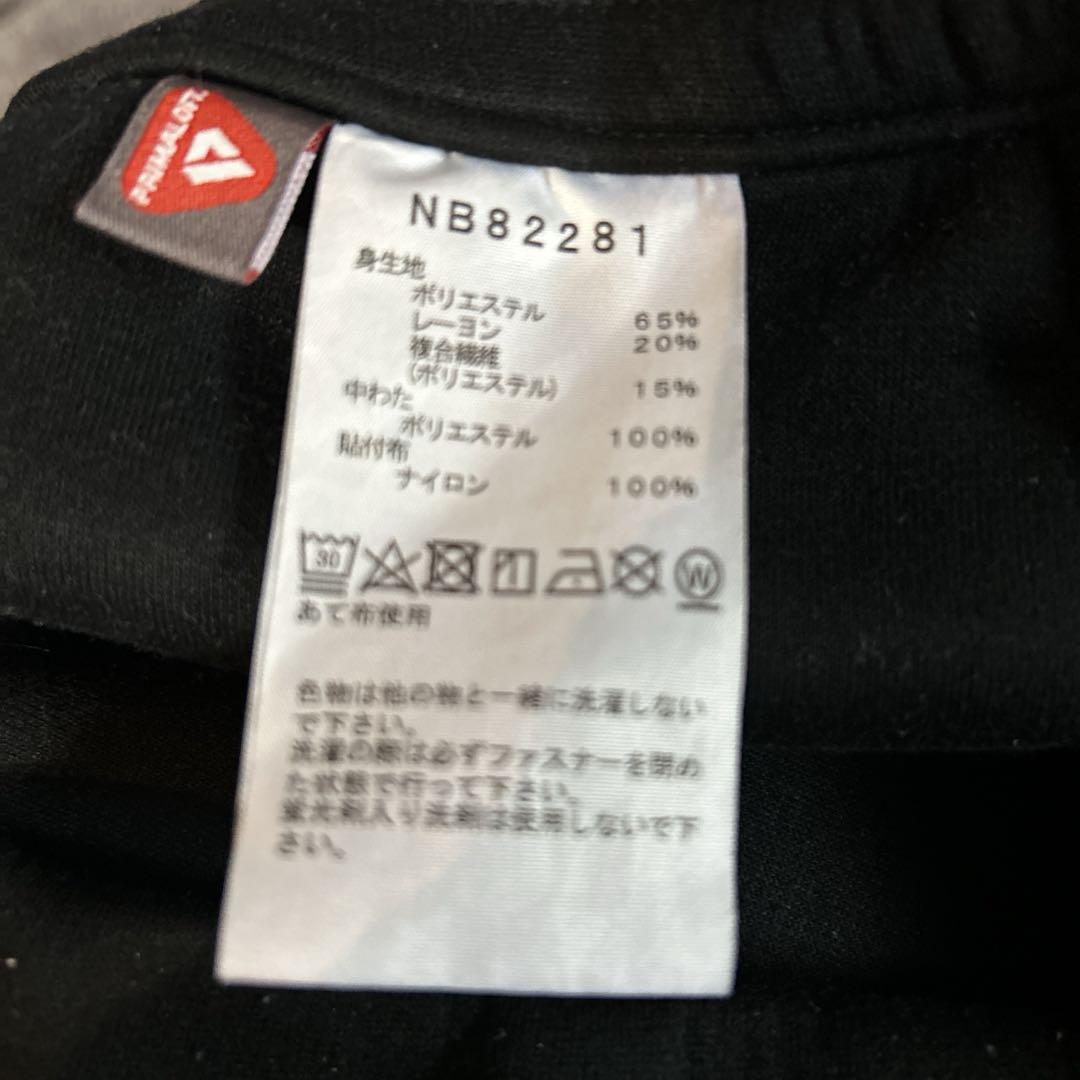 PRIMALOFT
NB82281
身生地
ポリエステル 65%
レーヨン 20%
複合繊維
(ポリエステル) 15%
中わた
ポリエステル 100%
貼付布
ナイロン 100%
30
W
あて布使用
色物は他の物と一緒に洗濯しない
で下さい。
洗濯の際は必ずファスナーを閉め
た状態で行って下さい。
蛍光剤入り洗剤は使用しないで下
さい。